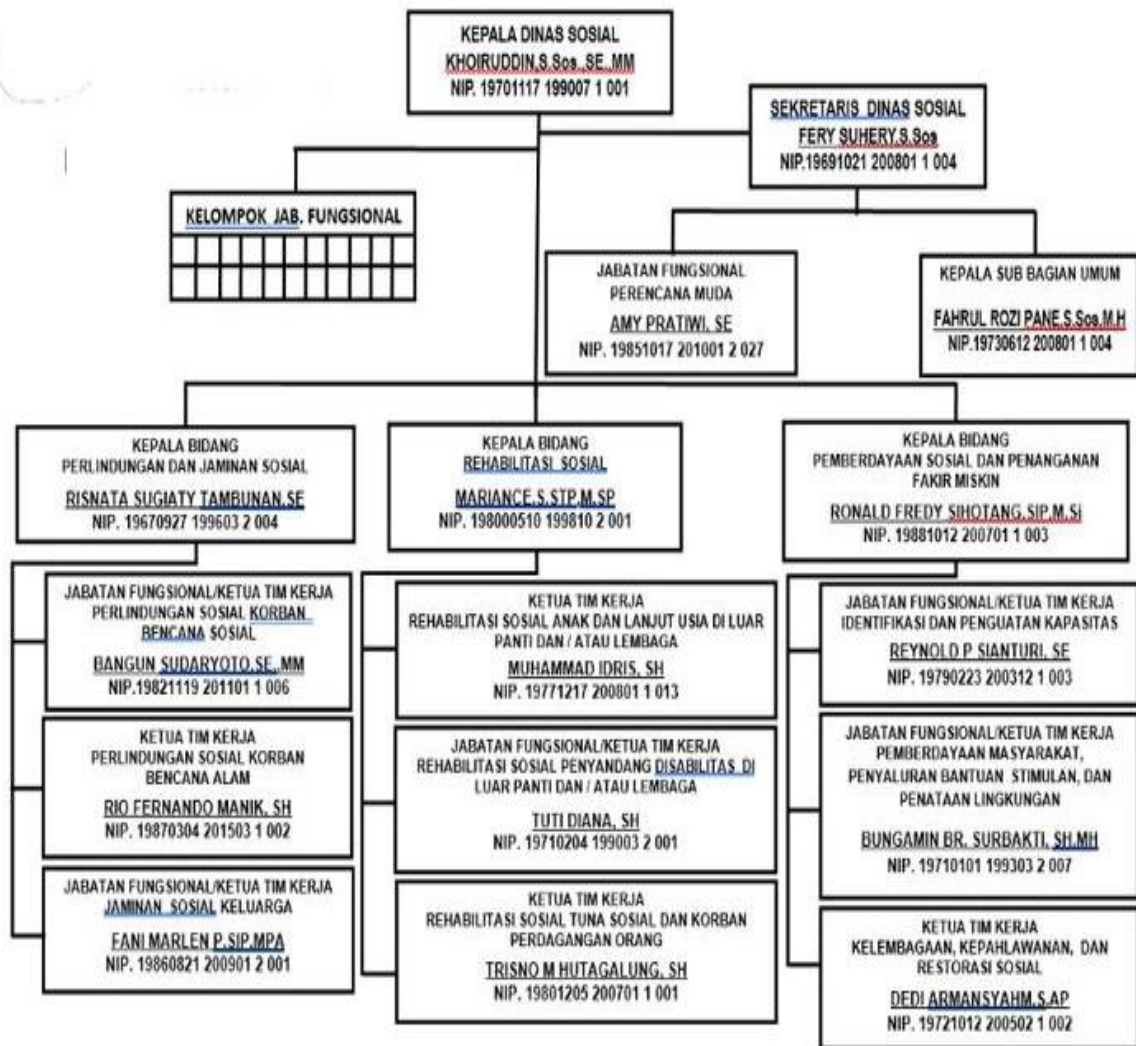 KEPALA DINAS SOSIAL
KHOIRUDDIN,S.Sos.,SE.,MM
NIP. 19701117 199007 1 001
SEKRETARIS DINAS SOSIAL
FERY SUHERY,S.Sos
NIP.19691021 200801 1 004
KELOMPOK JAB. FUNGSIONAL
JABATAN FUNGSIONAL
PERENCANA MUDA
AMY PRATIWI, SE
NIP. 19851017 201001 2 027
KEPALA SUB BAGIAN UMUM
FAHRUL ROZI PANE,S.Sos,M.H
NIP.19730612 200801 1 004
KEPALA BIDANG
PERLINDUNGAN DAN JAMINAN SOSIAL
RISNATA SUGIATY TAMBUNAN,SE
NIP. 19670927 199603 2 004
KEPALA BIDANG
REHABILITASI SOSIAL
MARIANCE,S.STP,M.SP
NIP. 198000510 199810 2 001
KEPALA BIDANG
PEMBERDAYAAN SOSIAL DAN PENANGANAN
FAKIR MISKIN
RONALD FREDY SIHOTANG,SIP,M.Si
NIP. 19881012 200701 1 003
JABATAN FUNGSIONAL/KETUA TIM KERJA
PERLINDUNGAN SOSIAL KORBAN
BENCANA SOSIAL
BANGUN SUDARYOTO,SE.,MM
NIP.19821119 201101 1 006
KETUA TIM KERJA
PERLINDUNGAN SOSIAL KORBAN
BENCANA ALAM
RIO FERNANDO MANIK, SH
NIP. 19870304 201503 1 002
JABATAN FUNGSIONAL/KETUA TIM KERJA
JAMINAN SOSIAL KELUARGA
FANI MARLEN P,SIP,MPA
NIP. 19860821 200901 2 001
KETUA TIM KERJA
REHABILITASI SOSIAL ANAK DAN LANJUT USIA DI LUAR
PANTI DAN / ATAU LEMBAGA
MUHAMMAD IDRIS, SH
NIP. 19771217 200801 1 013
JABATAN FUNGSIONAL/KETUA TIM KERJA
REHABILITASI SOSIAL PENYANDANG DISABILITAS DI
LUAR PANTI DAN / ATAU LEMBAGA
TUTI DIANA, SH
NIP. 19710204 199003 2 001
KETUA TIM KERJA
REHABILITASI SOSIAL TUNA SOSIAL DAN KORBAN
PERDAGANGAN ORANG
TRISNO M HUTAGALUNG, SH
NIP. 19801205 200701 1 001
JABATAN FUNGSIONAL/KETUA TIM KERJA
IDENTIFIKASI DAN PENGUATAN KAPASITAS
REYNOLD P SIANTURI, SE
NIP. 19790223 200312 1 003
JABATAN FUNGSIONAL/KETUA TIM KERJA
PEMBERDAYAAN MASYARAKAT,
PENYALURAN BANTUAN STIMULAN, DAN
PENATAAN LINGKUNGAN
BUNGAMIN BR. SURBAKTI, SH,MH
NIP. 19710101 199303 2 007
KETUA TIM KERJA
KELEMBAGAAN, KEPAHLAWANAN, DAN
RESTORASI SOSIAL
DEDI ARMANSYAHM,S.AP
NIP. 19721012 200502 1 002